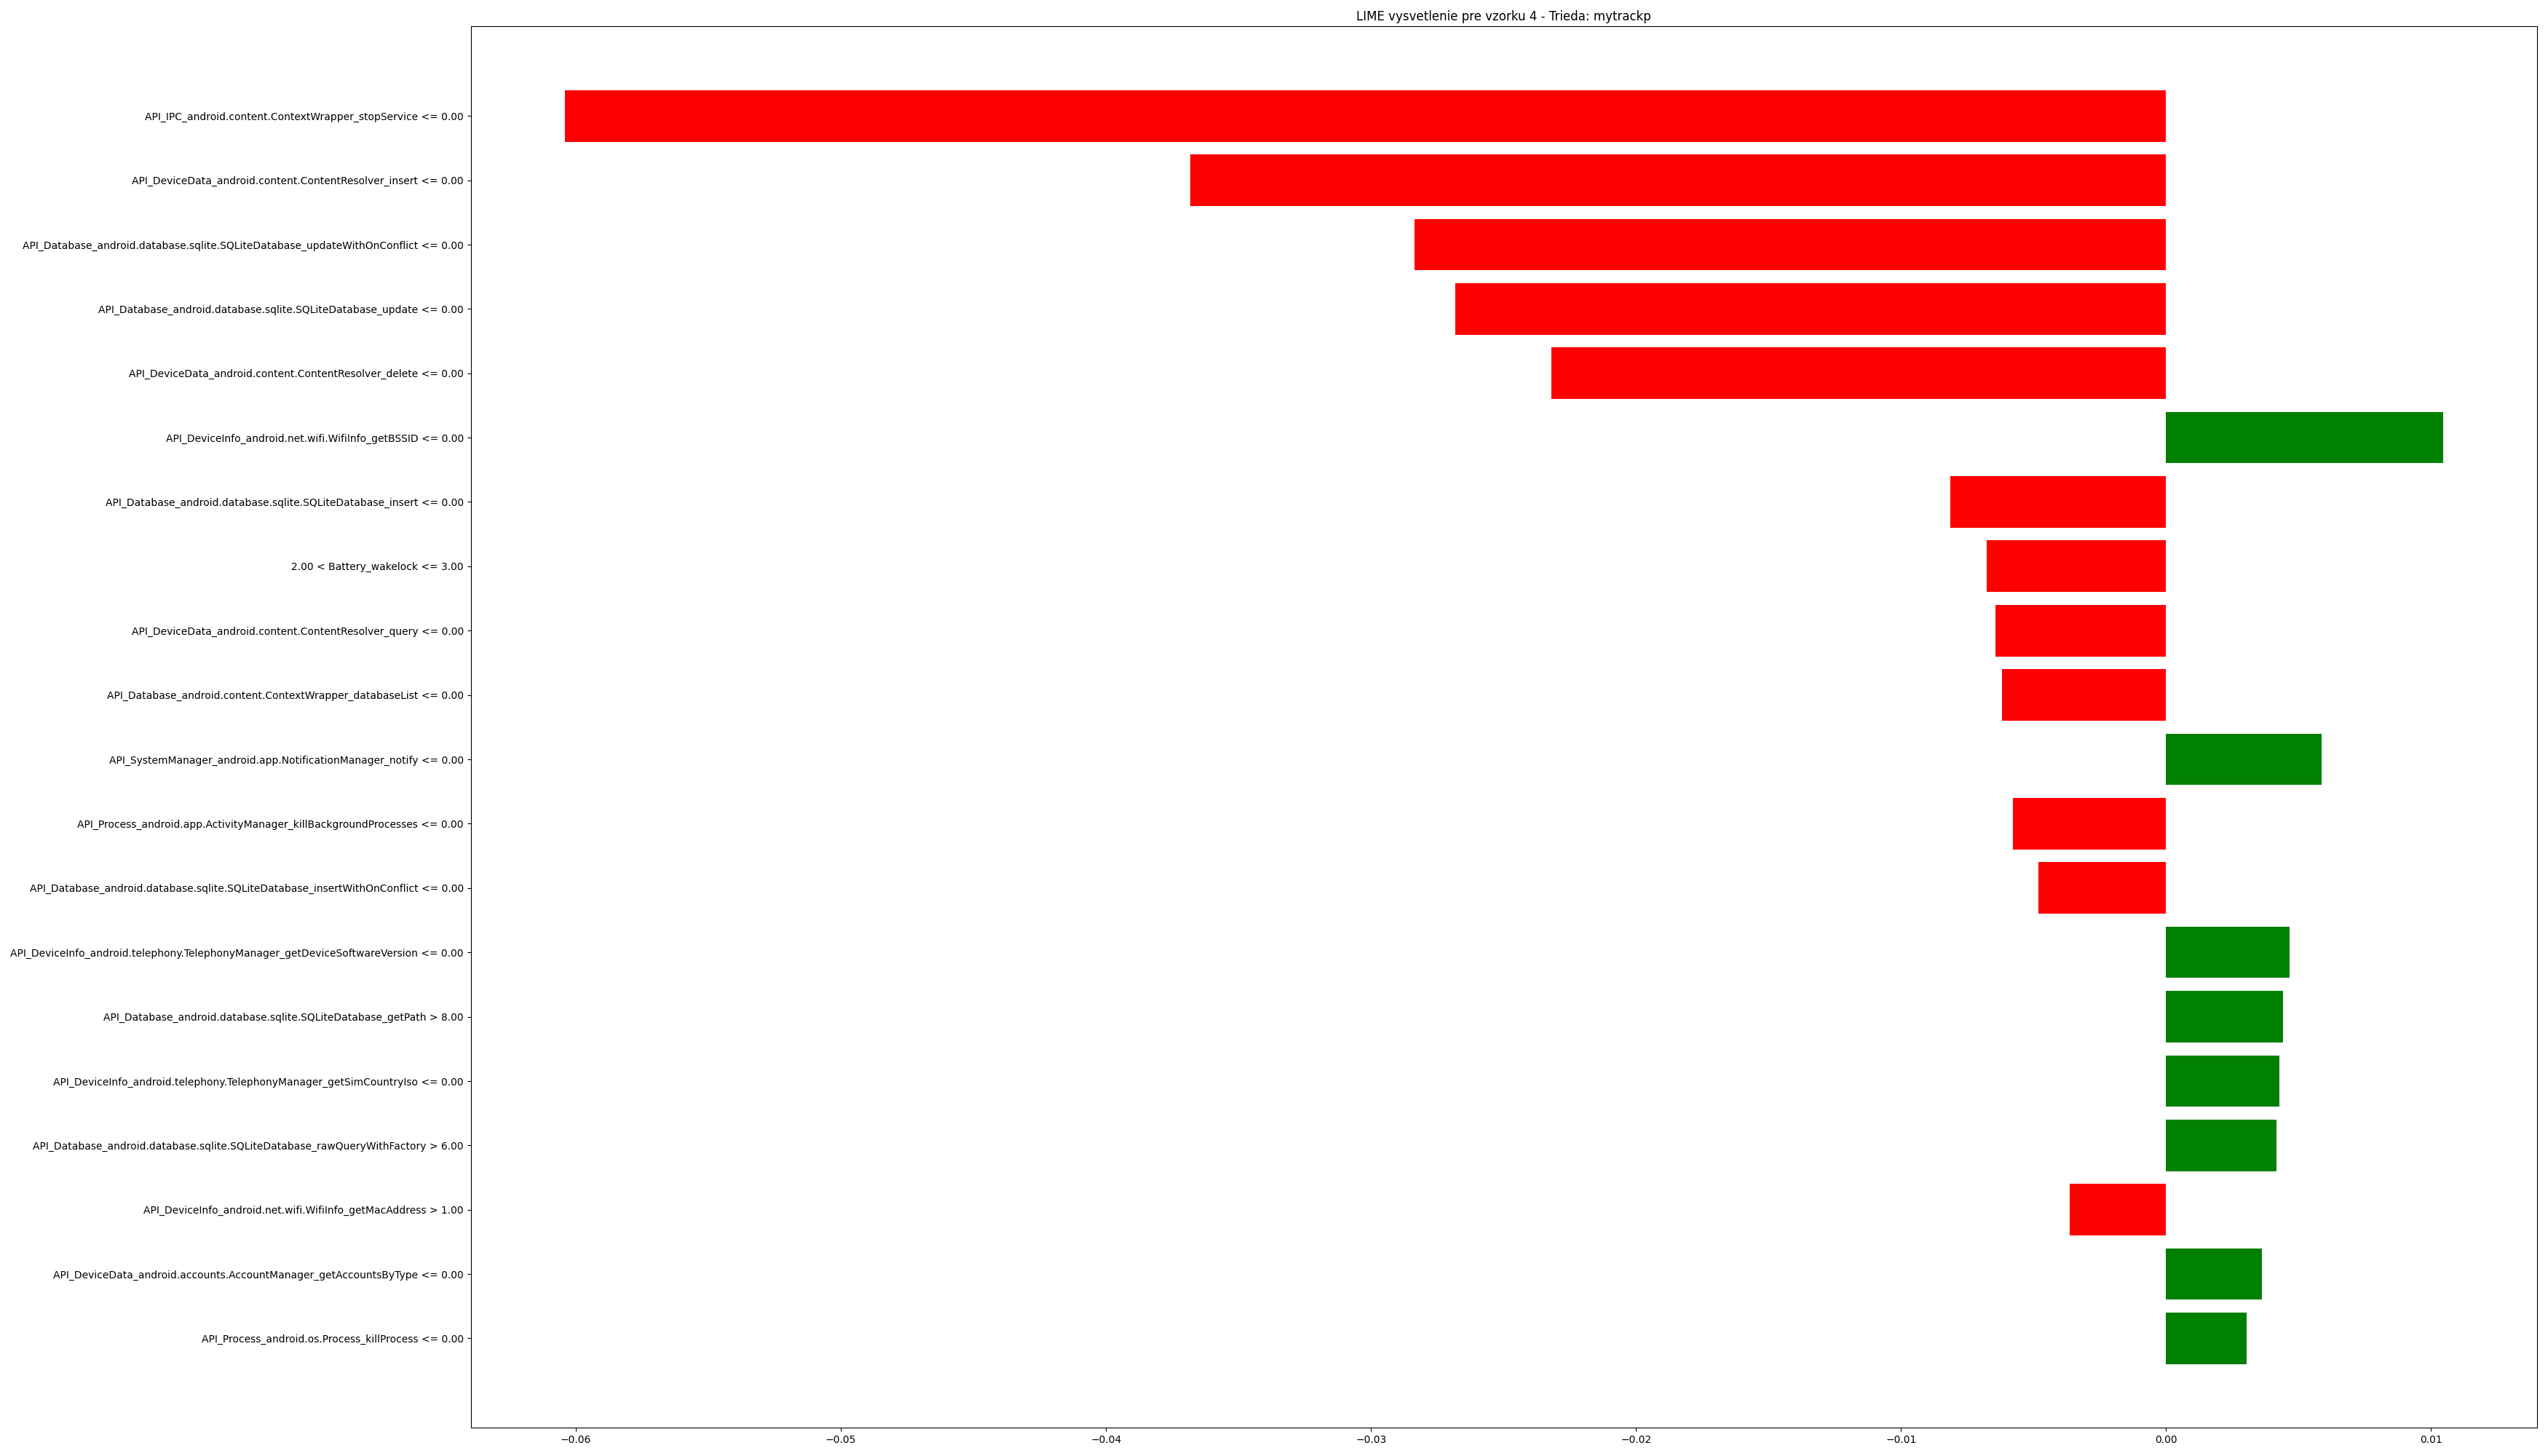 LIME vysvetlenie pre vzorku 4 - Trieda: mytrackp
API_IPC_android.content.ContextWrapper_stopService <= 0.00
API_DeviceData_android.content.ContentResolver_insert <= 0.00
API_Database_android.database.sqlite.SQLiteDatabase_updateWithOnConflict <= 0.00
API_Database_android.database.sqlite.SQLiteDatabase_update <= 0.00
API_DeviceData_android.content.ContentResolver_delete <= 0.00
API_DeviceInfo_android.net.wifi.WifiInfo_getBSSID <= 0.00
API_Database_android.database.sqlite.SQLiteDatabase_insert <= 0.00
2.00 < Battery_wakelock <= 3.00
API_DeviceData_android.content.ContentResolver_query <= 0.00
API_Database_android.content.ContextWrapper_databaseList <= 0.00
API_SystemManager_android.app.NotificationManager_notify <= 0.00
API_Process_android.app.ActivityManager_killBackgroundProcesses <= 0.00
API_Database_android.database.sqlite.SQLiteDatabase_insertWithOnConflict <= 0.00
API_DeviceInfo_android.telephony.TelephonyManager_getDeviceSoftwareVersion <= 0.00
API_Database_android.database.sqlite.SQLiteDatabase_getPath > 8.00
API_DeviceInfo_android.telephony.TelephonyManager_getSimCountryIso <= 0.00
API_Database_android.database.sqlite.SQLiteDatabase_rawQueryWithFactory > 6.00
API_DeviceInfo_android.net.wifi.WifiInfo_getMacAddress > 1.00
API_DeviceData_android.accounts.AccountManager_getAccountsByType <= 0.00
API_Process_android.os.Process_killProcess <= 0.00
−0.06 −0.05 −0.04 −0.03 −0.02 −0.01 0.00 0.01